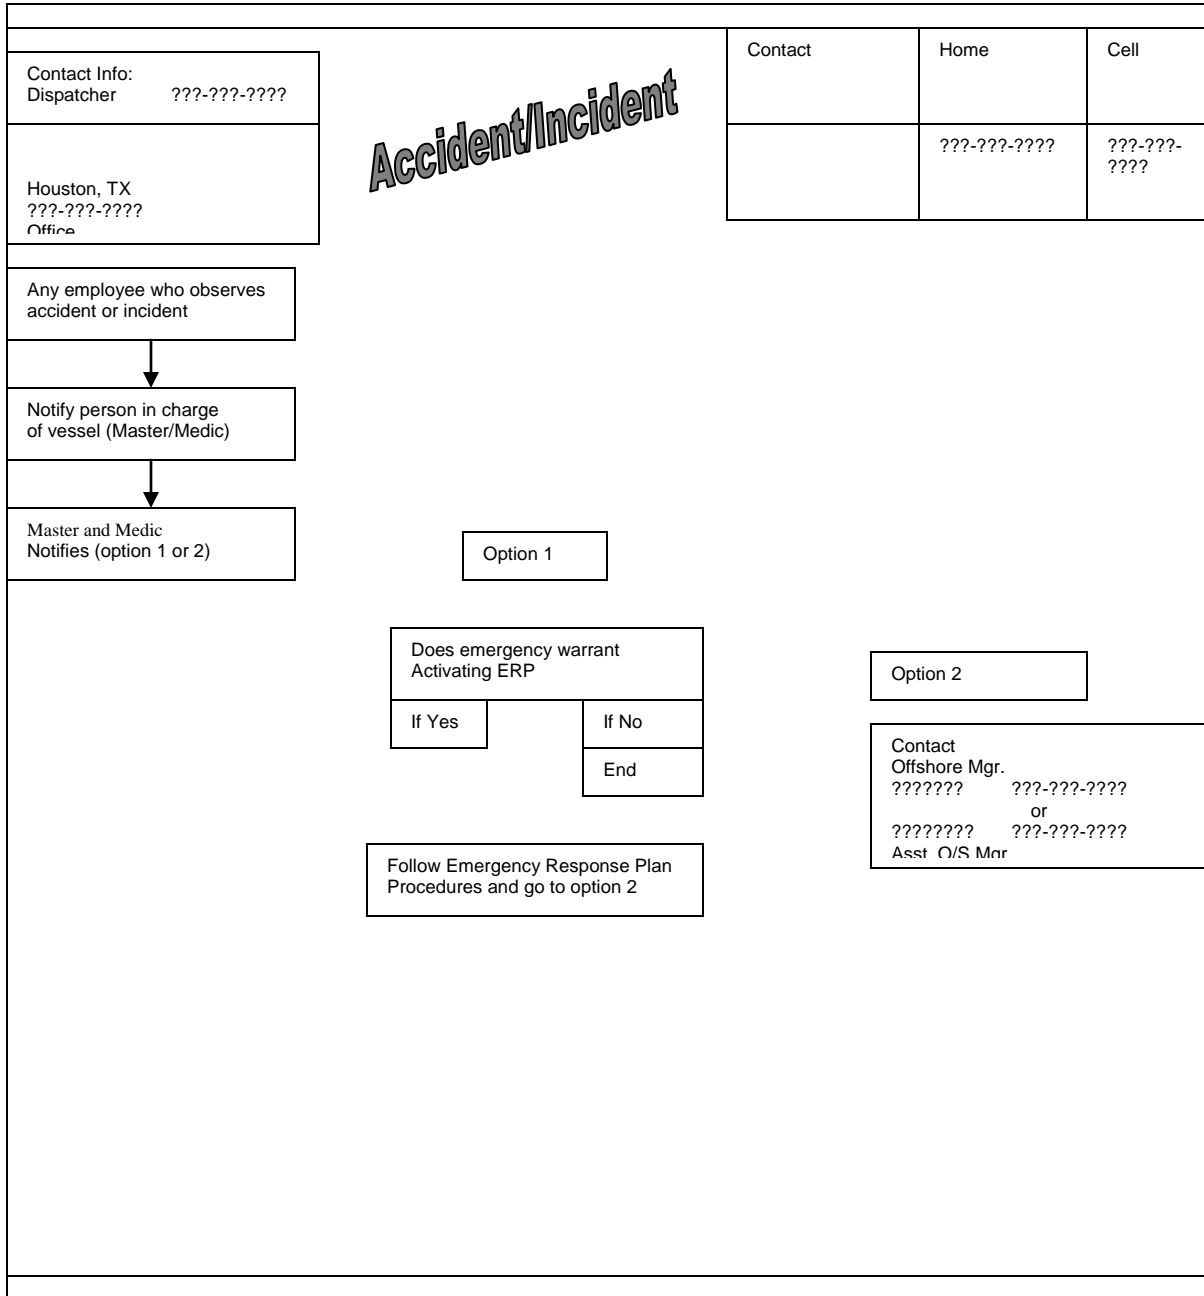 Contact Info:
Dispatcher ???-???-????
Houston, TX
???-???-????
Office
Accident/Incident
Contact Home Cell
???-???-???? ???-???-
????
Any employee who observes
accident or incident
Notify person in charge
of vessel (Master/Medic)
Master and Medic
Notifies (option 1 or 2)
Option 1
Does emergency warrant
Activating ERP
If Yes If No
End
Follow Emergency Response Plan
Procedures and go to option 2
Option 2
Contact
Offshore Mgr.
??????? ???-???-????
or
???????? ???-???-????
Asst. O/S Mgr